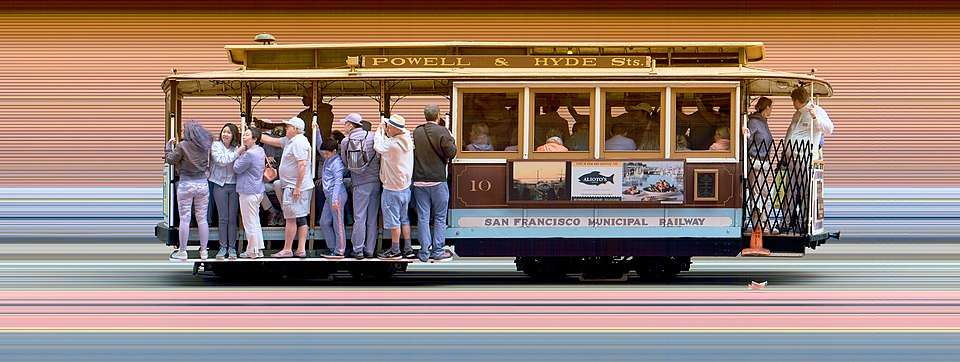 POWELL & HYDE Sts.
10
ALIOTO'S
SAN FRANCISCO MUNICIPAL RAILWAY